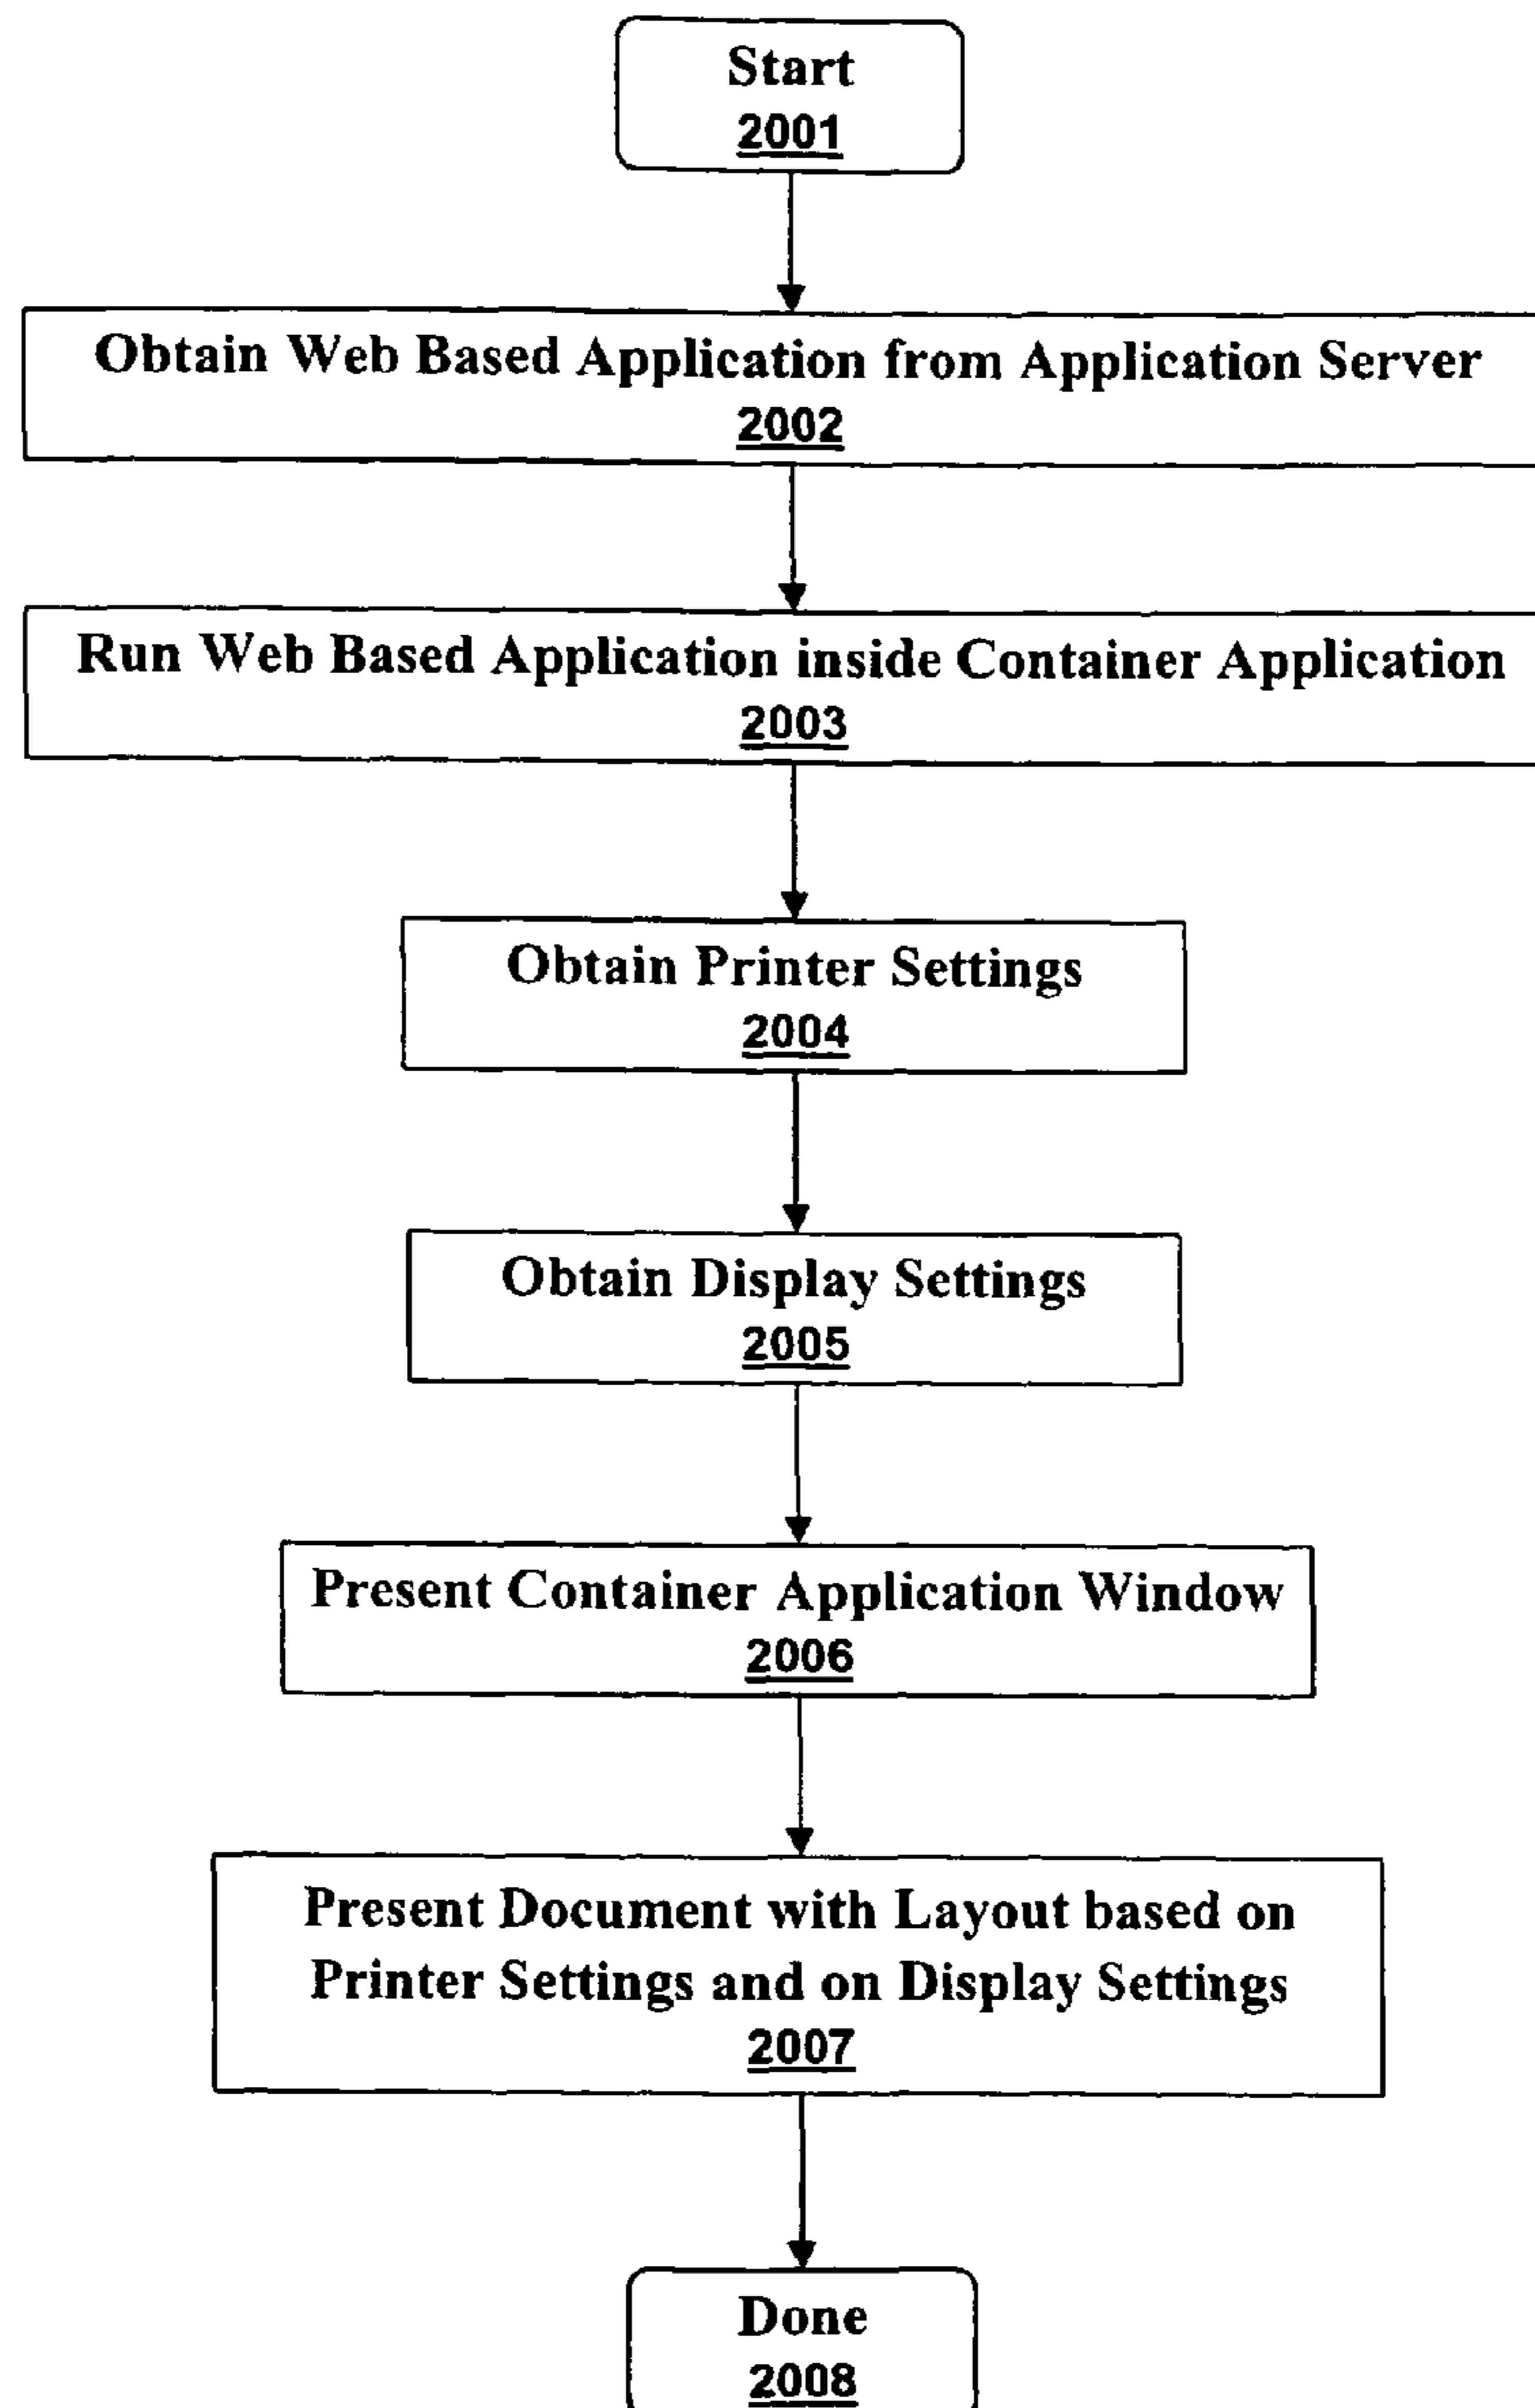 Start
2001
Obtain Web Based Application from Application Server
2002
Run Web Based Application inside Container Application
2003
Obtain Printer Settings
2004
Obtain Display Settings
2005
Present Container Application Window
2006
Present Document with Layout based on
Printer Settings and on Display Settings
2007
Done
2008